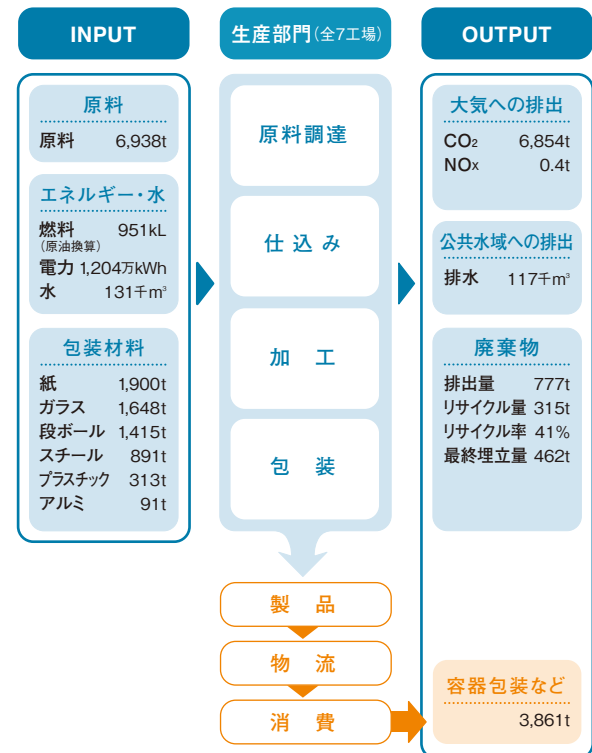 INPUT
原料
原料 6,938t
エネルギー・水
燃料 951kL
(原油換算)
電力 1,204万kWh
水 131千m³
包装材料
紙 1,900t
ガラス 1,648t
段ボール 1,415t
スチール 891t
プラスチック 313t
アルミ 91t
生産部門(全7工場)
原料調達
仕込み
加工
包装
製品
物流
消費
OUTPUT
大気への排出
CO₂ 6,854t
NOx 0.4t
公共水域への排出
排水 117千m³
廃棄物
排出量 777t
リサイクル量 315t
リサイクル率 41%
最終埋立量 462t
容器包装など
3,861t